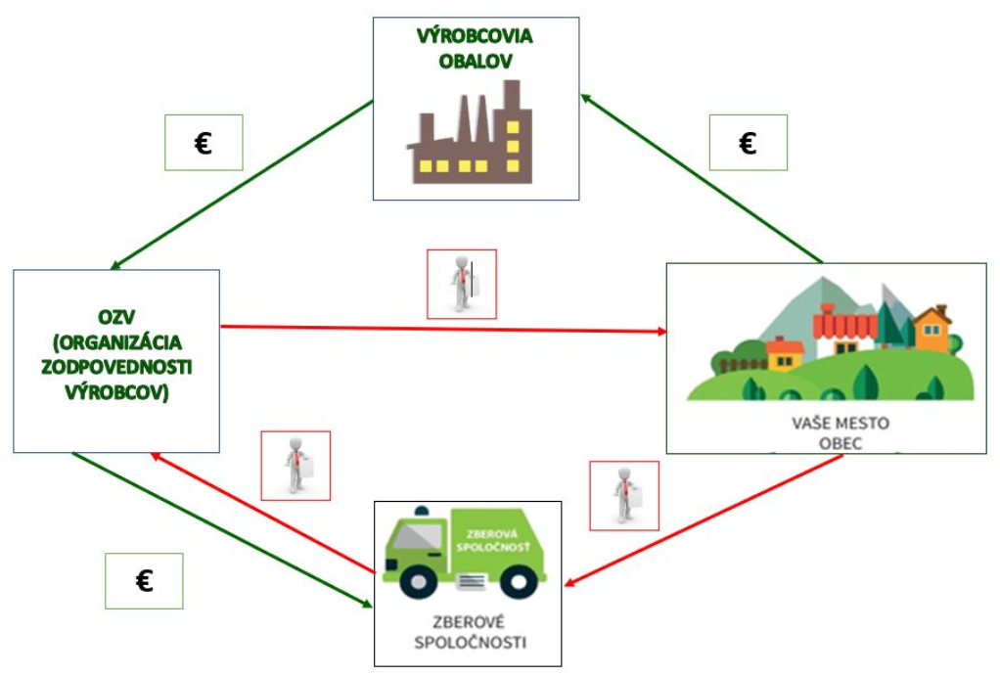 VÝROBCOVIA
OBALOV
€
€
OZV
(ORGANIZÁCIA
ZODPOVEDNOSTI
VÝROBCOV)
VAŠE MESTO
OBEC
€
ZBEROVÁ
SPOLOČNOSŤ
ZBEROVÉ
SPOLOČNOSTI